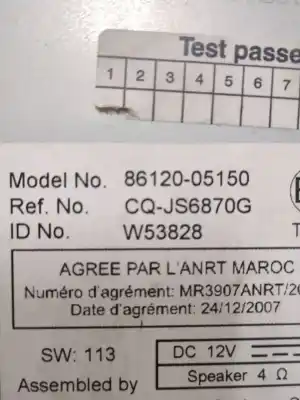 Test passe
1 2 3 4 5 6 7
Model No. 86120-05150
Ref. No. CQ-JS6870G
ID No. W53828
AGREE PAR L'ANRT MAROC
Numéro d'agrément: MR3907ANRT/20
Date d'agrément: 24/12/2007
SW: 113
DC 12V
Assembled by
Speaker 4 Ω